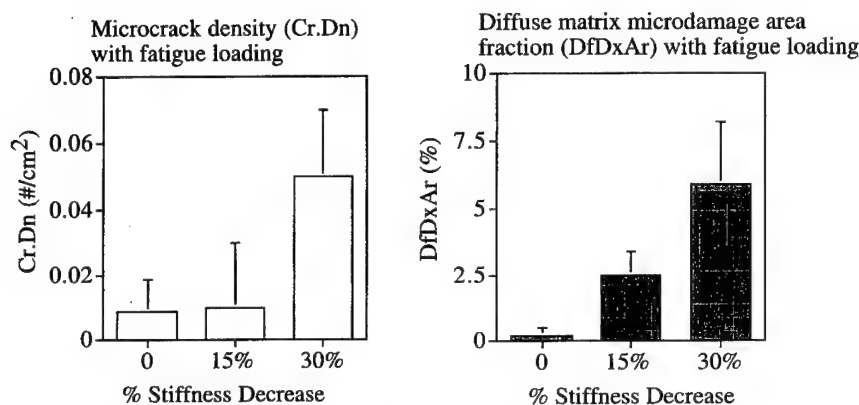 Microcrack density (Cr.Dn)
with fatigue loading
0.08
0.06
0.04
0.02
0
Cr.Dn (#/cm²)
0
15%
30%
% Stiffness Decrease
Diffuse matrix microdamage area
fraction (DfDxAr) with fatigue loading
10
7.5
5
2.5
0
DfDxAr (%)
0
15%
30%
% Stiffness Decrease